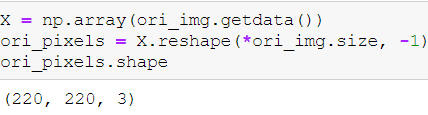 X = np.array(ori_img.getdata())
ori_pixels = X.reshape(*ori_img.size, -1)
ori_pixels.shape
(220, 220, 3)